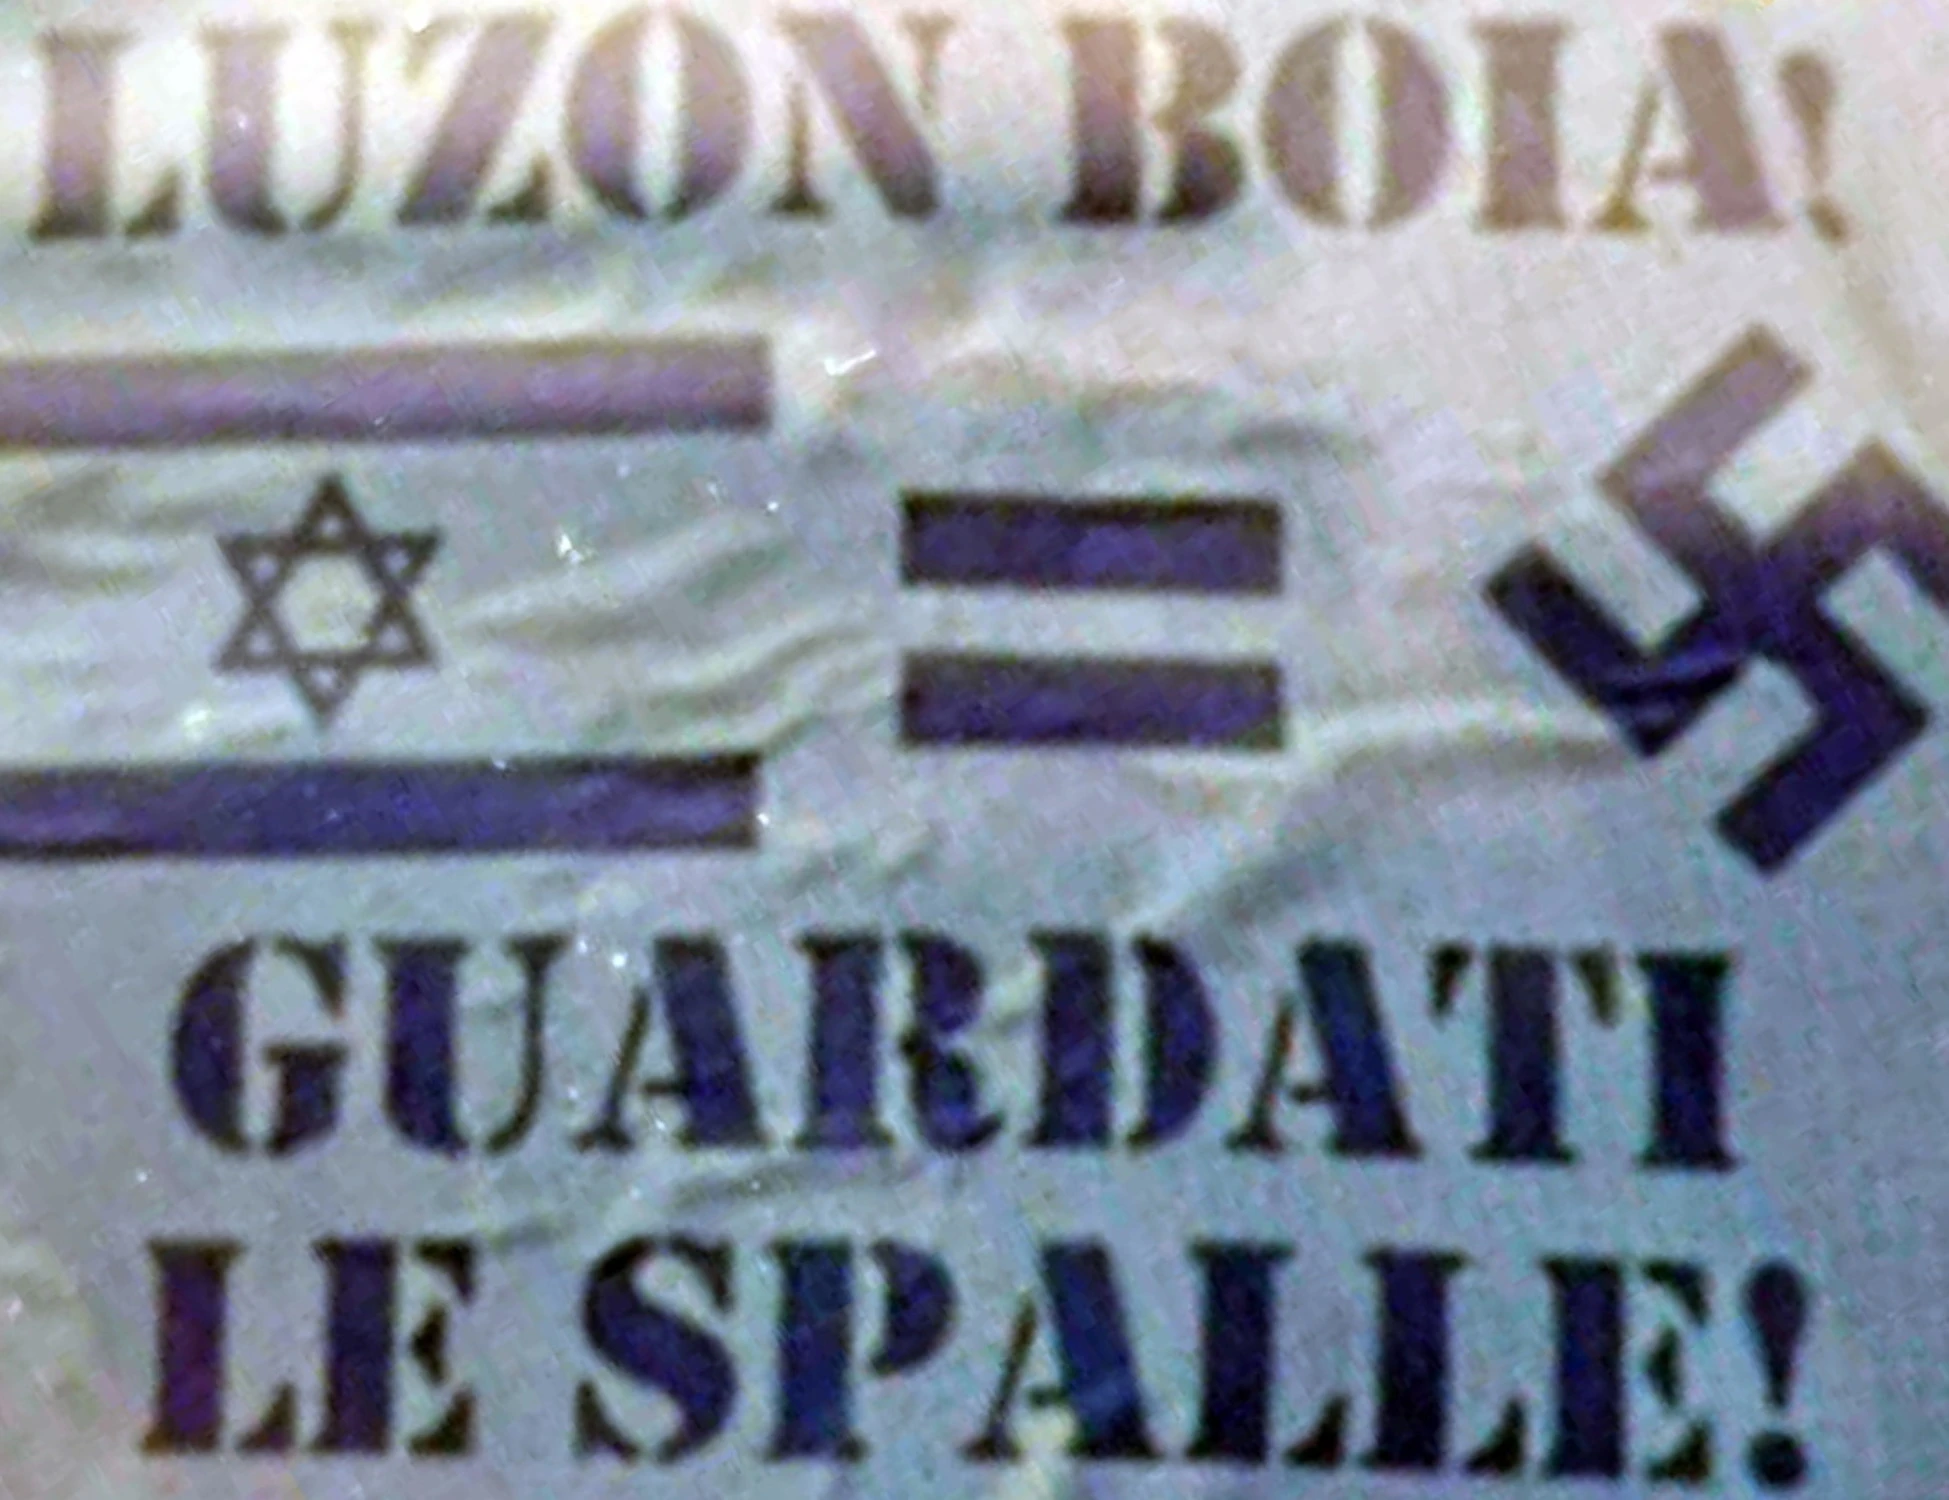 LUZON BOIA!
=
GUARDATI
LE SPALLE!